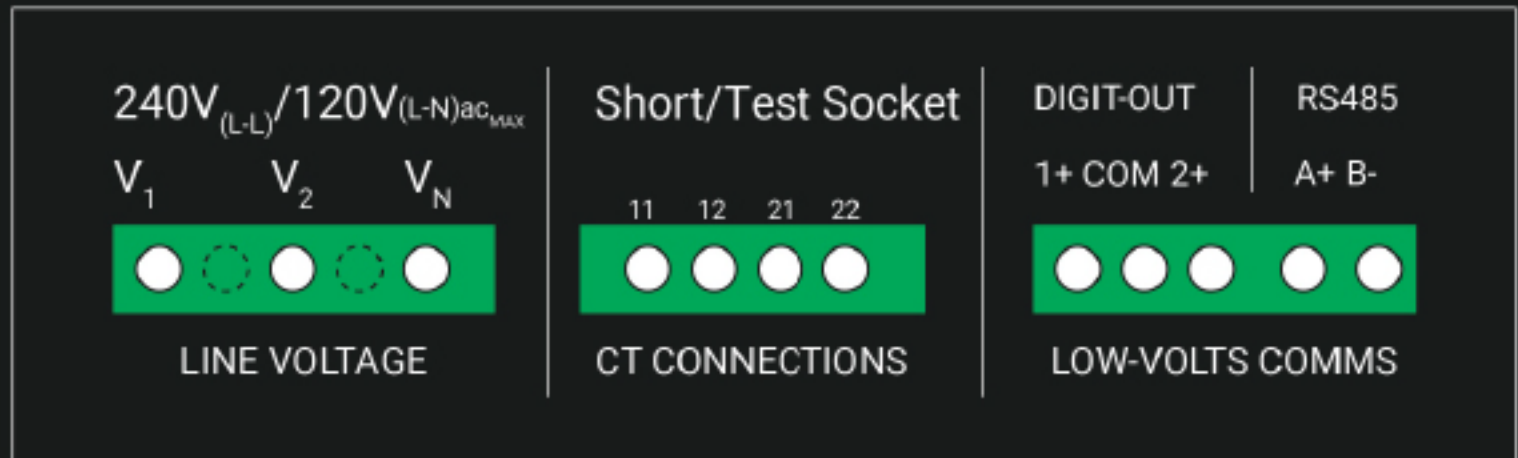 240V(L-L)/120V(L-N)acMAX
V1 V2 VN
LINE VOLTAGE
Short/Test Socket
11 12 21 22
CT CONNECTIONS
DIGIT-OUT RS485
1+ COM 2+ A+ B-
LOW-VOLTS COMMS